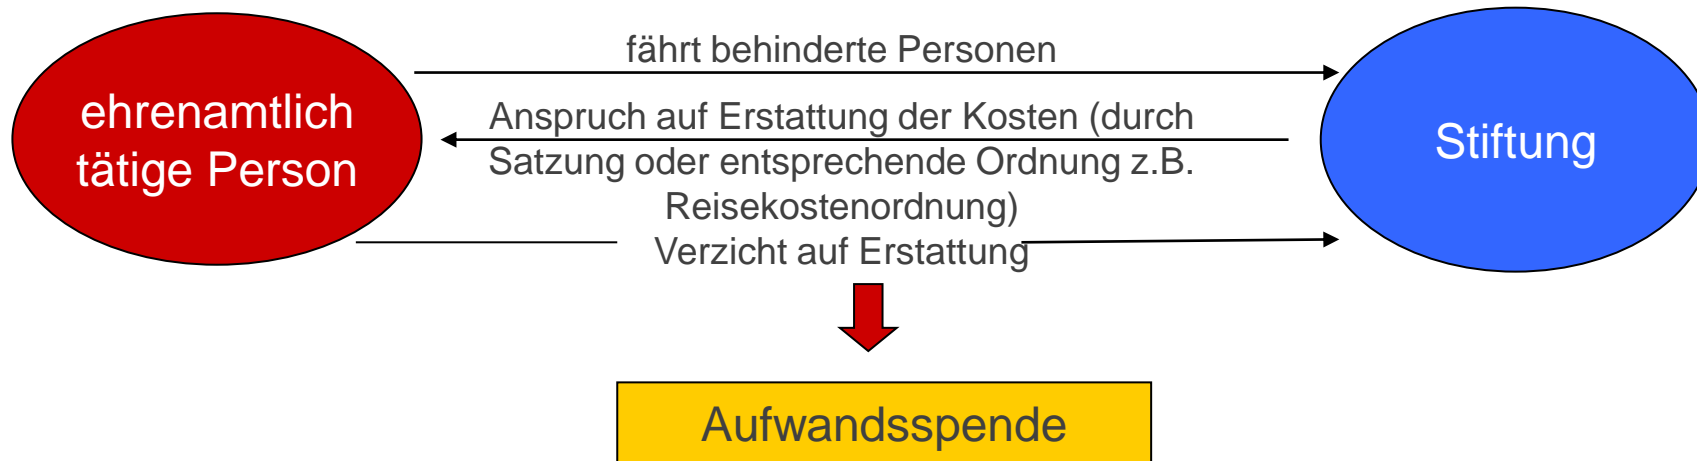 fährt behinderte Personen
ehrenamtlich
tätige Person
Anspruch auf Erstattung der Kosten (durch
Satzung oder entsprechende Ordnung z.B.
Reisekostenordnung)
Verzicht auf Erstattung
Stiftung
Aufwandsspende